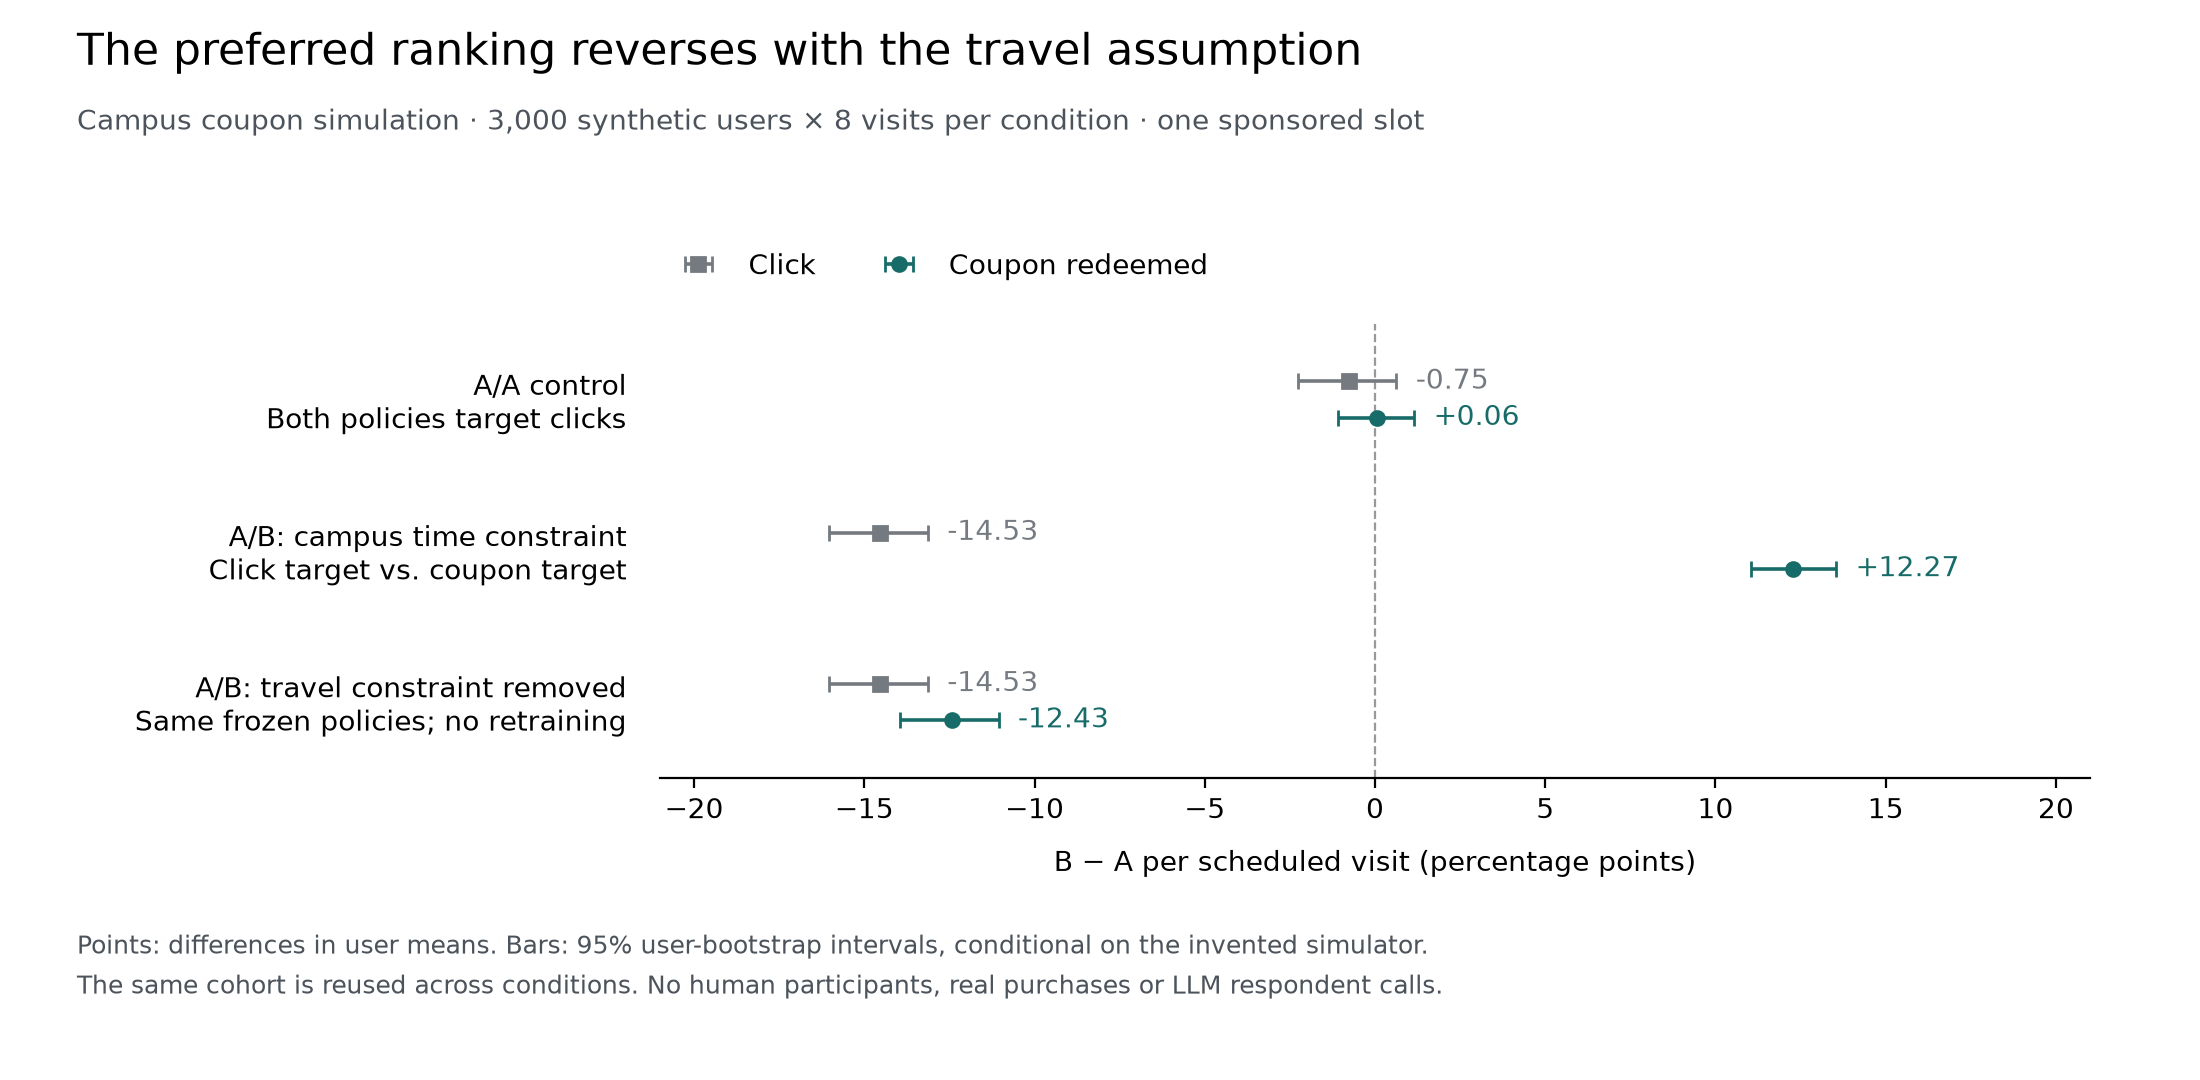 The preferred ranking reverses with the travel assumption
Campus coupon simulation · 3,000 synthetic users × 8 visits per condition · one sponsored slot
Click
Coupon redeemed
A/A control
Both policies target clicks
-0.75
+0.06
A/B: campus time constraint
Click target vs. coupon target
-14.53
+12.27
A/B: travel constraint removed
Same frozen policies; no retraining
-14.53
-12.43
−20 −15 −10 −5 0 5 10 15 20
B − A per scheduled visit (percentage points)
Points: differences in user means. Bars: 95% user-bootstrap intervals, conditional on the invented simulator.
The same cohort is reused across conditions. No human participants, real purchases or LLM respondent calls.